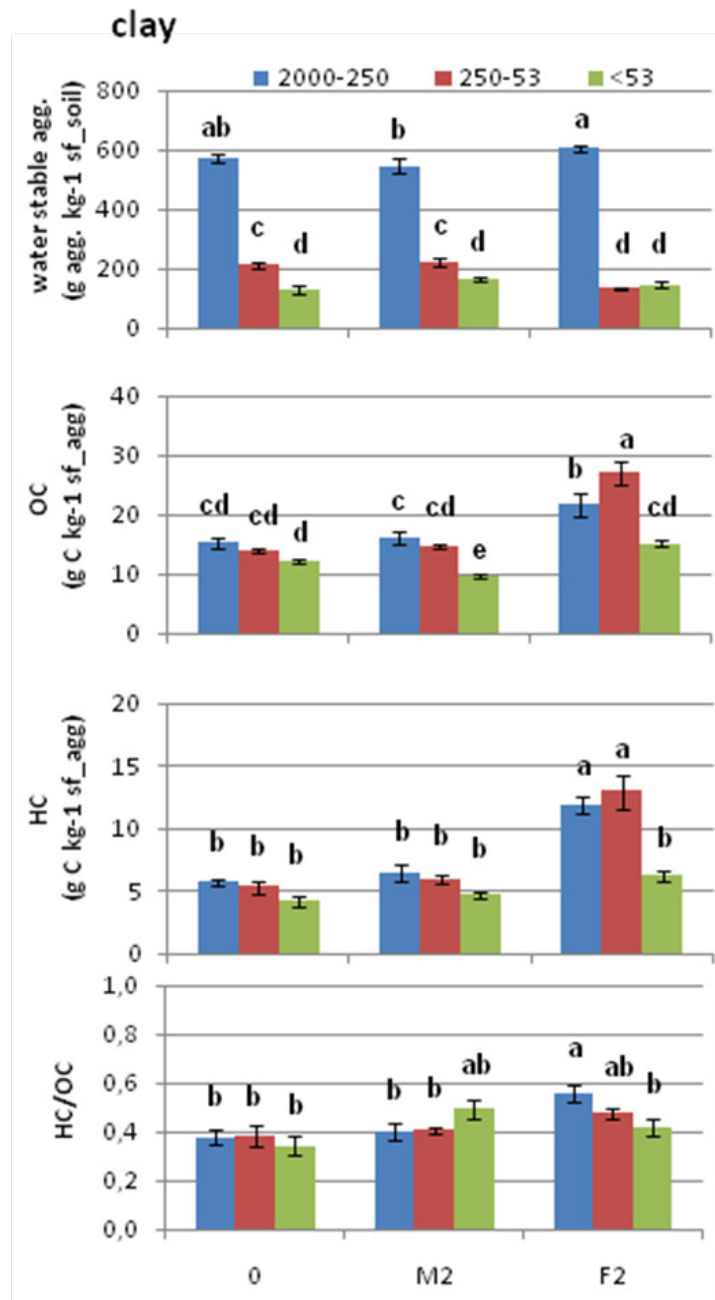 clay
2000-250 250-53 <53
water stable agg.
(g agg. kg-1 sf_soil)
800
600
400
200
0
ab
c
d
b
c
d
a
d
d
OC
(g C kg-1 sf_agg)
40
30
20
10
0
cd
cd
d
c
cd
e
b
a
cd
HC
(g C kg-1 sf_agg)
20
15
10
5
0
b
b
b
b
b
b
a
a
b
HC/OC
1,0
0,8
0,6
0,4
0,2
0,0
b
b
b
b
b
ab
a
ab
b
0 M2 F2